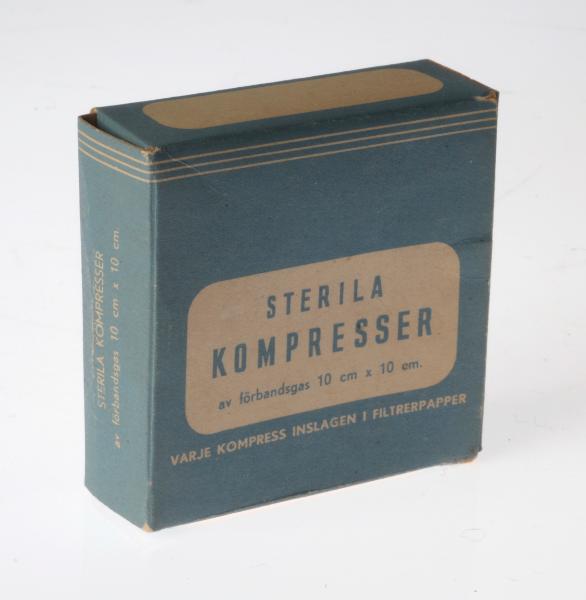 STERILA
KOMPRESSER
av förbandsgas 10 cm x 10 cm.
VARJE KOMPRESS INSLAGEN I FILTRERPAPPER
STERILA KOMPRESSER
av förbandsgas 10 cm x 10 cm.